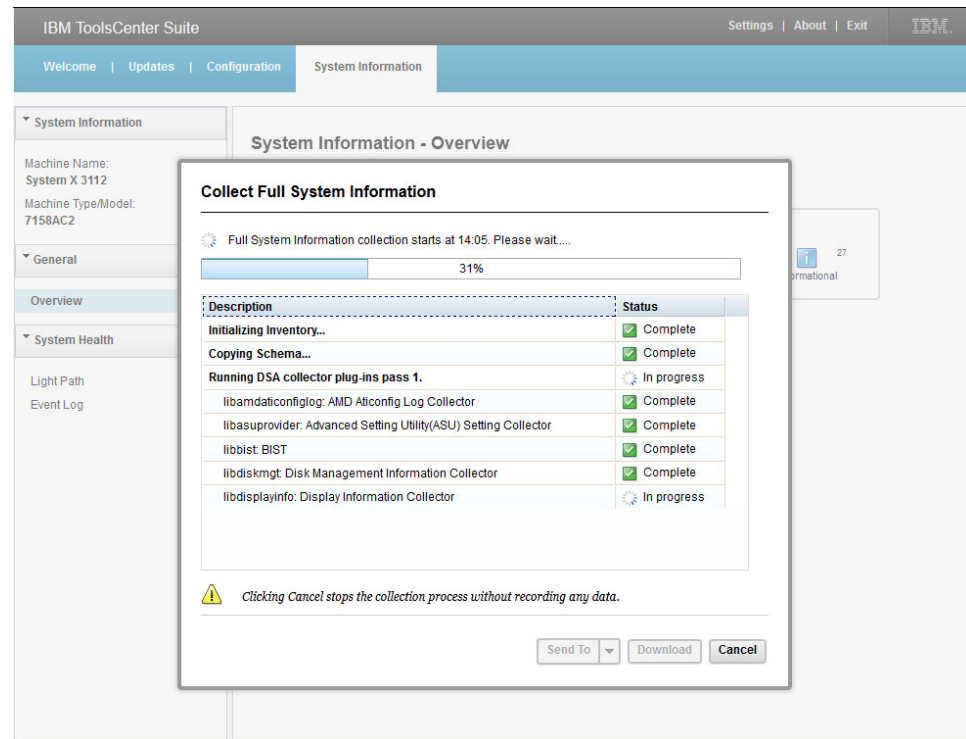 IBM ToolsCenter Suite
Settings | About | Exit
IBM.
Welcome | Updates | Configuration
System Information
System Information
Machine Name:
System X 3112
Machine Type/Model:
7158AC2
General
Overview
System Health
Light Path
Event Log
System Information - Overview
27
ormational
Collect Full System Information
Full System Information collection starts at 14:05. Please wait.....
31%
Description Status
Initializing Inventory... Complete
Copying Schema... Complete
Running DSA collector plug-ins pass 1. In progress
libamdaticonfiglog: AMD Aticonfig Log Collector Complete
libasuprovider: Advanced Setting Utility(ASU) Setting Collector Complete
libbist: BIST Complete
libdiskmgt: Disk Management Information Collector Complete
libdisplayinfo: Display Information Collector In progress
Clicking Cancel stops the collection process without recording any data.
Send To Download Cancel